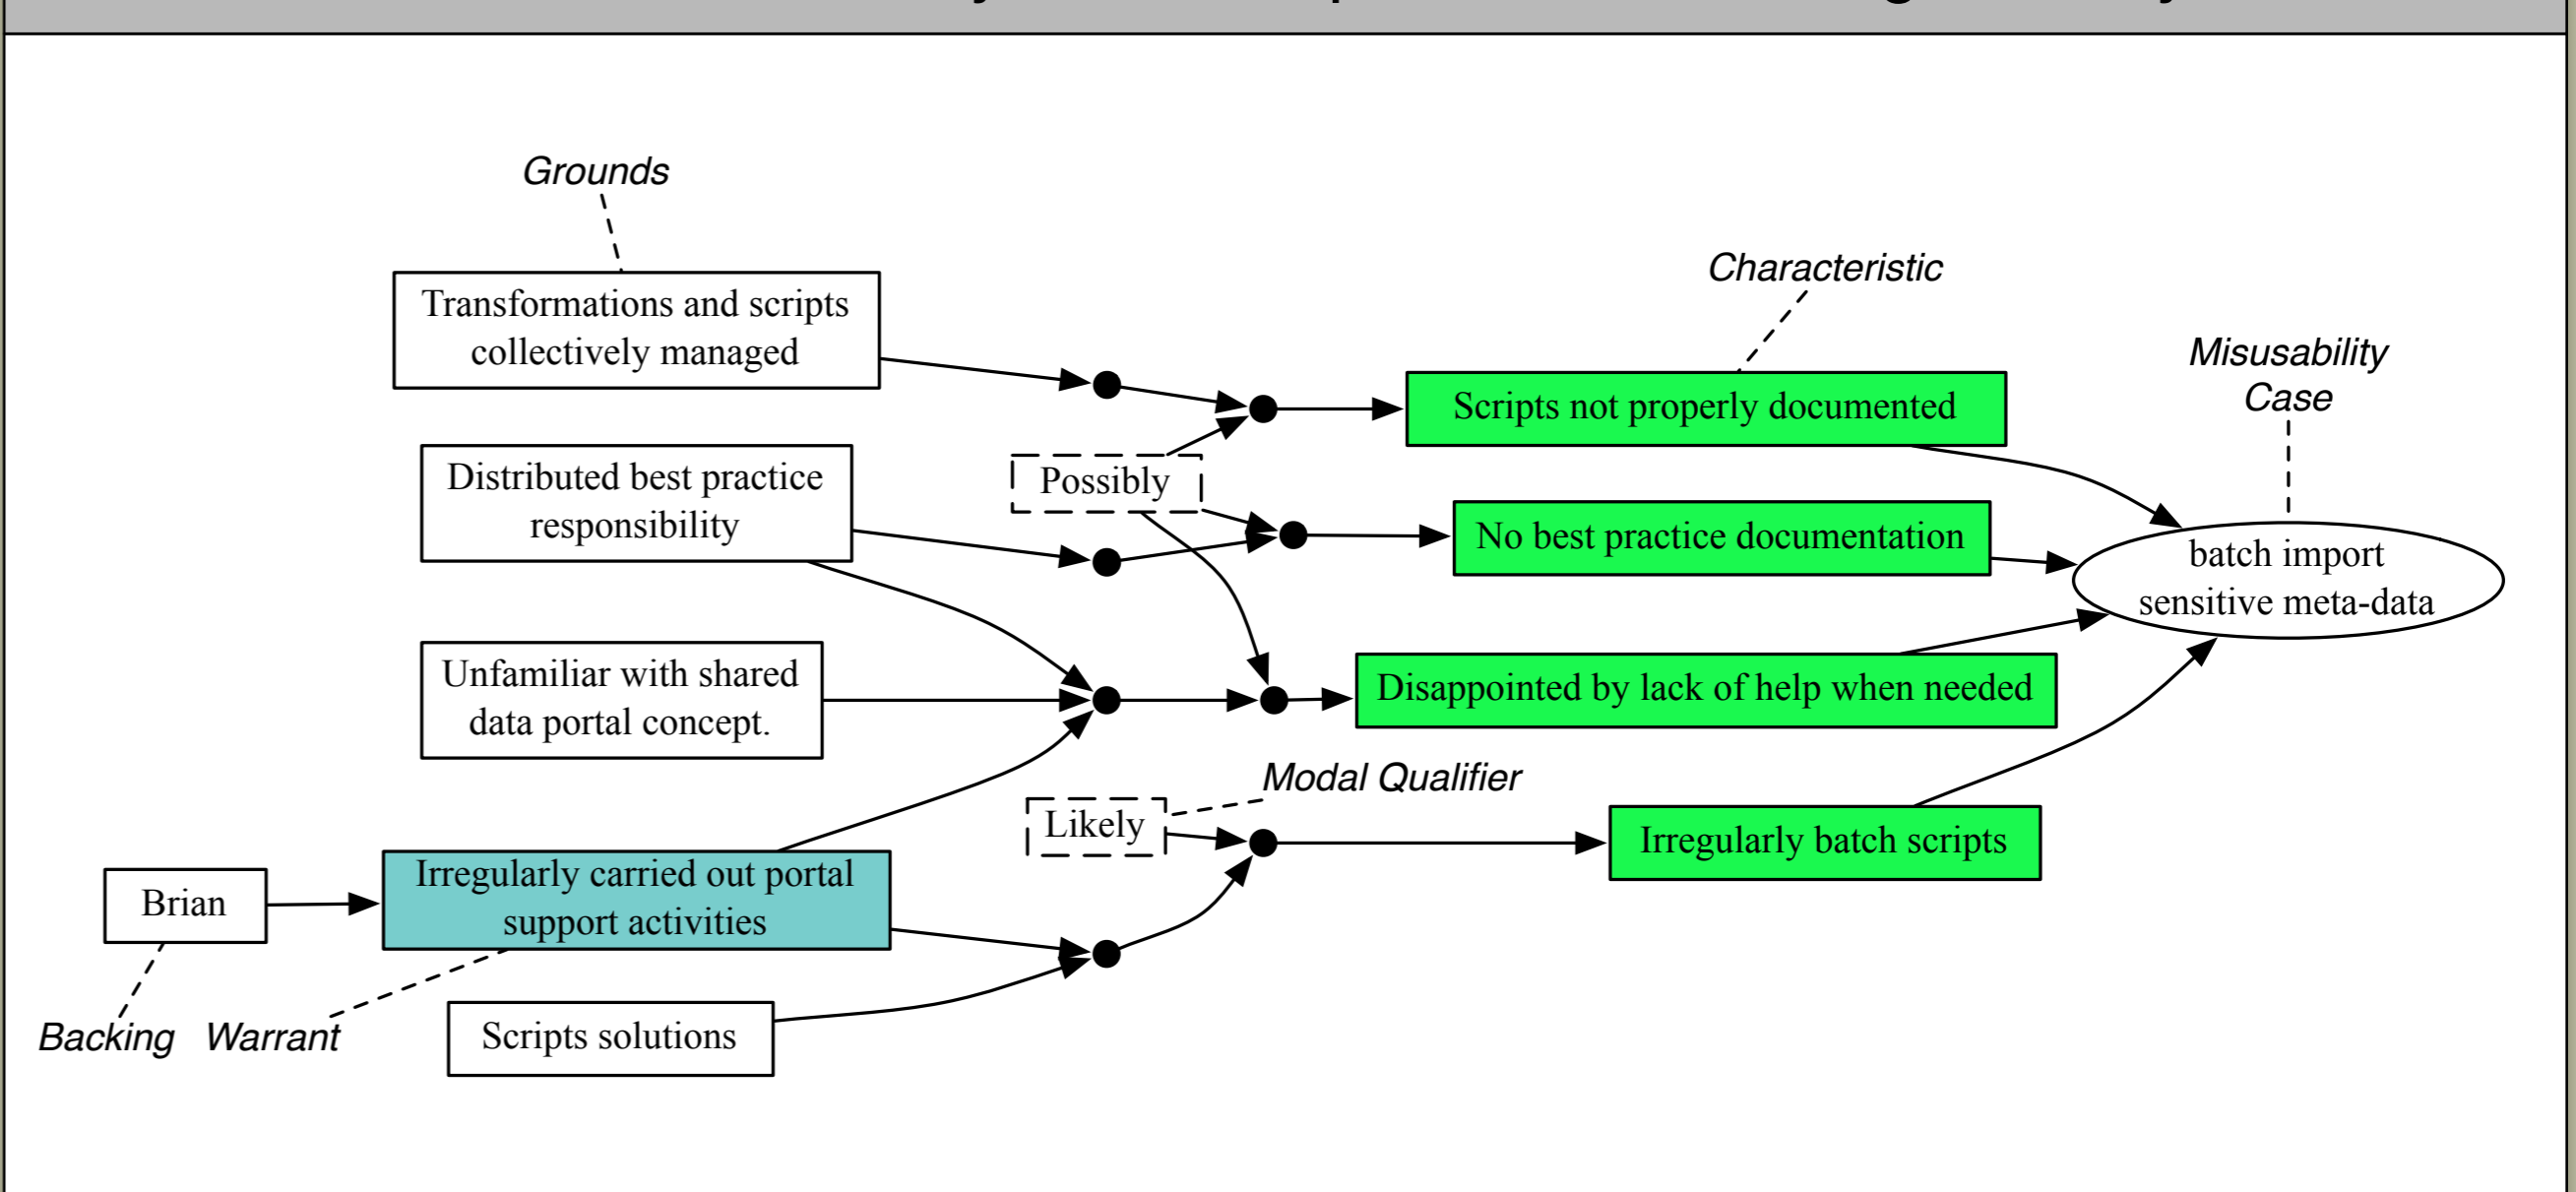 Grounds
Transformations and scripts
collectively managed
Characteristic
Scripts not properly documented
Misusability
Case
Distributed best practice
responsibility
Possibly
No best practice documentation
batch import
sensitive meta-data
Unfamiliar with shared
data portal concept.
Disappointed by lack of help when needed
Modal Qualifier
Likely
Irregularly batch scripts
Brian
Irregularly carried out portal
support activities
Backing
Warrant
Scripts solutions